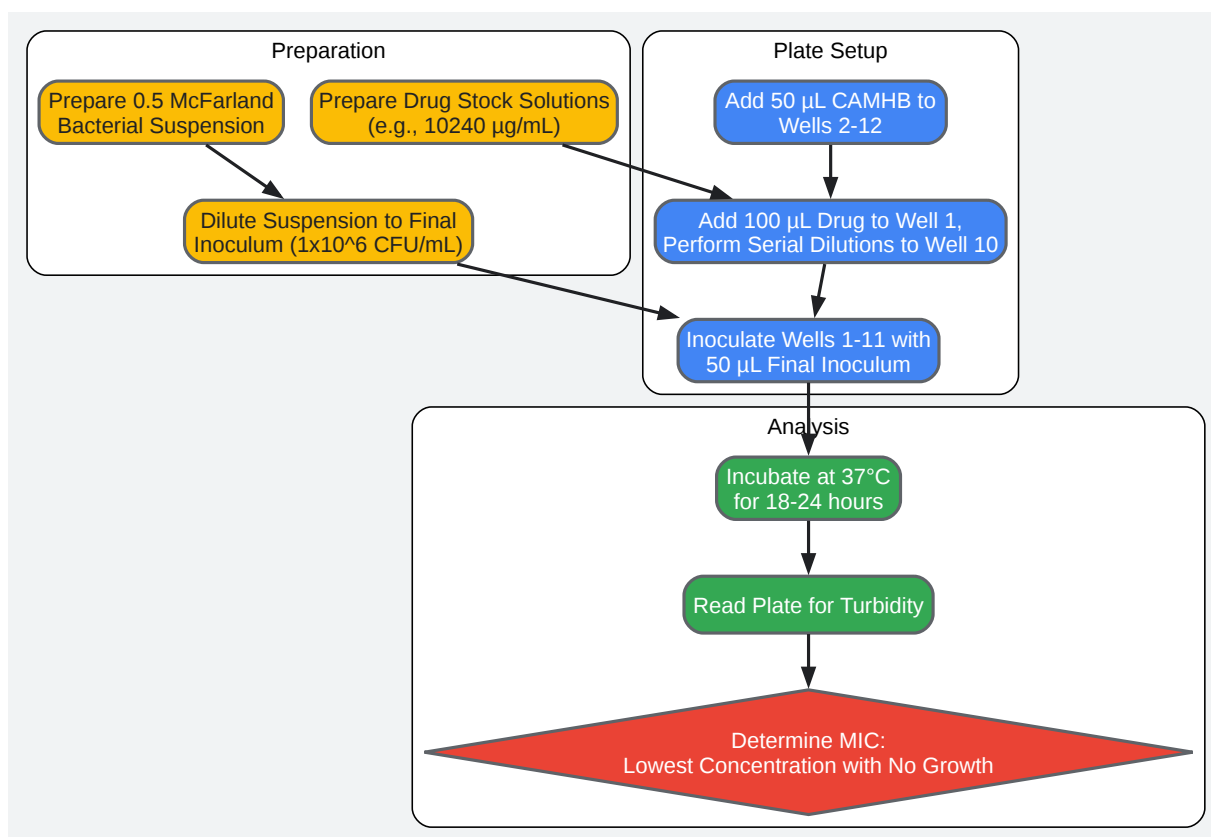 Preparation
Prepare 0.5 McFarland
Bacterial Suspension
Prepare Drug Stock Solutions
(e.g., 10240 µg/mL)
Dilute Suspension to Final
Inoculum (1x10^6 CFU/mL)
Plate Setup
Add 50 µL CAMHB to
Wells 2-12
Add 100 µL Drug to Well 1,
Perform Serial Dilutions to Well 10
Inoculate Wells 1-11 with
50 µL Final Inoculum
Analysis
Incubate at 37°C
for 18-24 hours
Read Plate for Turbidity
Determine MIC:
Lowest Concentration with No Growth